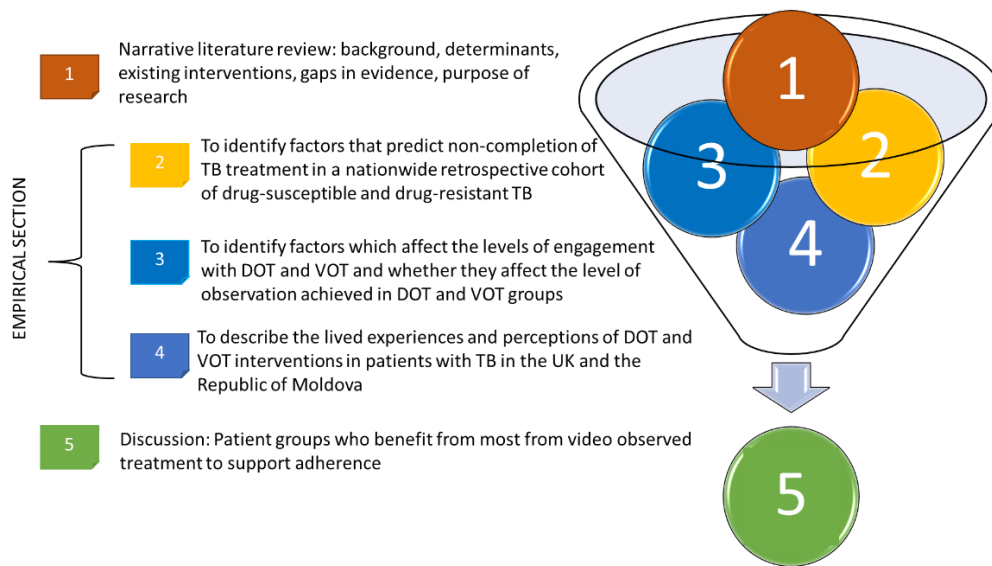 1
Narrative literature review: background, determinants,
existing interventions, gaps in evidence, purpose of
research
EMPIRICAL SECTION
2
To identify factors that predict non-completion of
TB treatment in a nationwide retrospective cohort
of drug-susceptible and drug-resistant TB
3
To identify factors which affect the levels of engagement
with DOT and VOT and whether they affect the level of
observation achieved in DOT and VOT groups
4
To describe the lived experiences and perceptions of DOT and
VOT interventions in patients with TB in the UK and the
Republic of Moldova
5
Discussion: Patient groups who benefit from most from video observed
treatment to support adherence
1
3
2
4
5